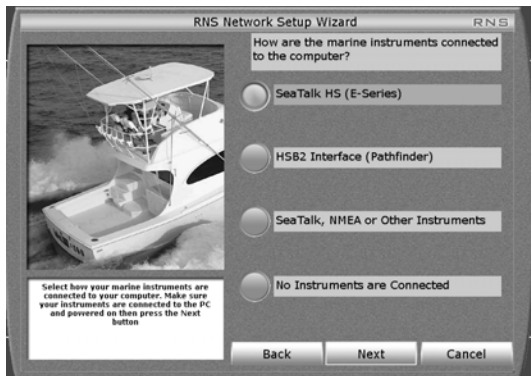 RNS Network Setup Wizard
RNS
How are the marine instruments connected
to the computer?
SeaTalk HS (E-Series)
HSB2 Interface (Pathfinder)
SeaTalk, NMEA or Other Instruments
No Instruments are Connected
Select how your marine instruments are
connected to your computer. Make sure
your instruments are connected to the PC
and powered on then press the Next
button
Back
Next
Cancel